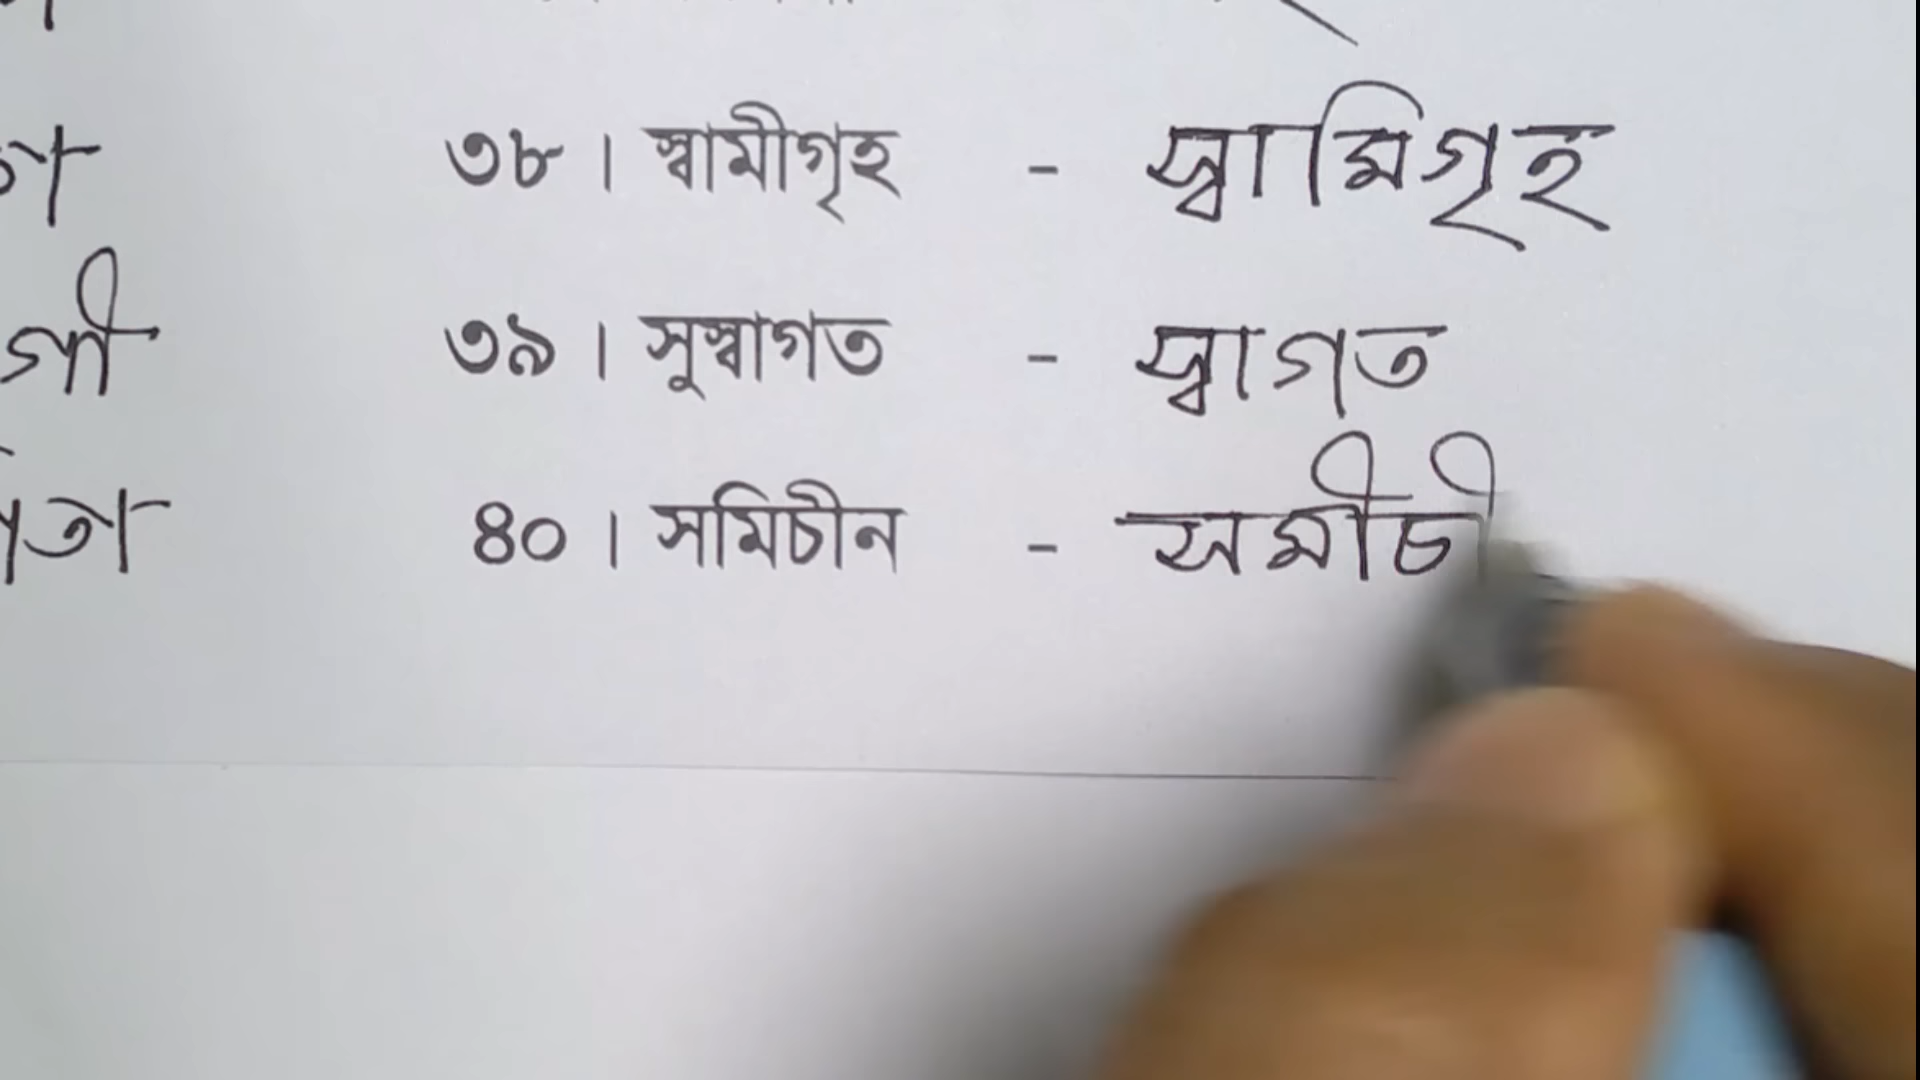 ৩৮। স্বামীগৃহ - স্বামিগৃহ
৩৯। সুস্বাগত - স্বাগত
৪০। সমিচীন - সমীচী